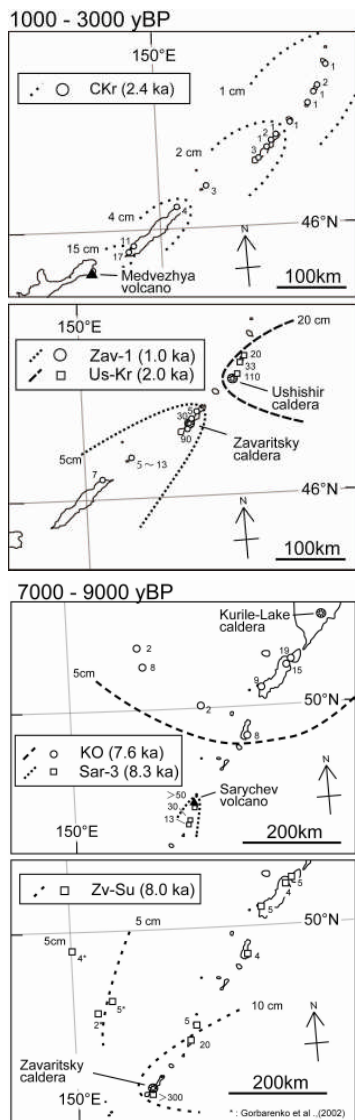 1000 - 3000 yBP
150°E
CKr (2.4 ka)
1 cm
2
1
1
1
2 cm
1
2
1
3
3
4 cm
4
46°N
15 cm
11
17
N
Medvezhya
volcano
100km
150°E
20 cm
Zav-1 (1.0 ka)
Us-Kr (2.0 ka)
20
33
110
Ushishir
caldera
5
30
90
Zavaritsky
caldera
5cm
7
5～13
46°N
N
100km
7000 - 9000 yBP
Kurile-Lake
caldera
2
8
19
15
9
5cm
50°N
2
8
KO (7.6 ka)
Sar-3 (8.3 ka)
>50
30
13
Sarychev
volcano
N
150°E
200km
Zv-Su (8.0 ka)
5
4
5
50°N
5 cm
5cm
4*
4
5*
2*
5
10 cm
20
N
Zavaritsky
caldera
>300
200km
150°E
* : Gorbarenko et al .,(2002)